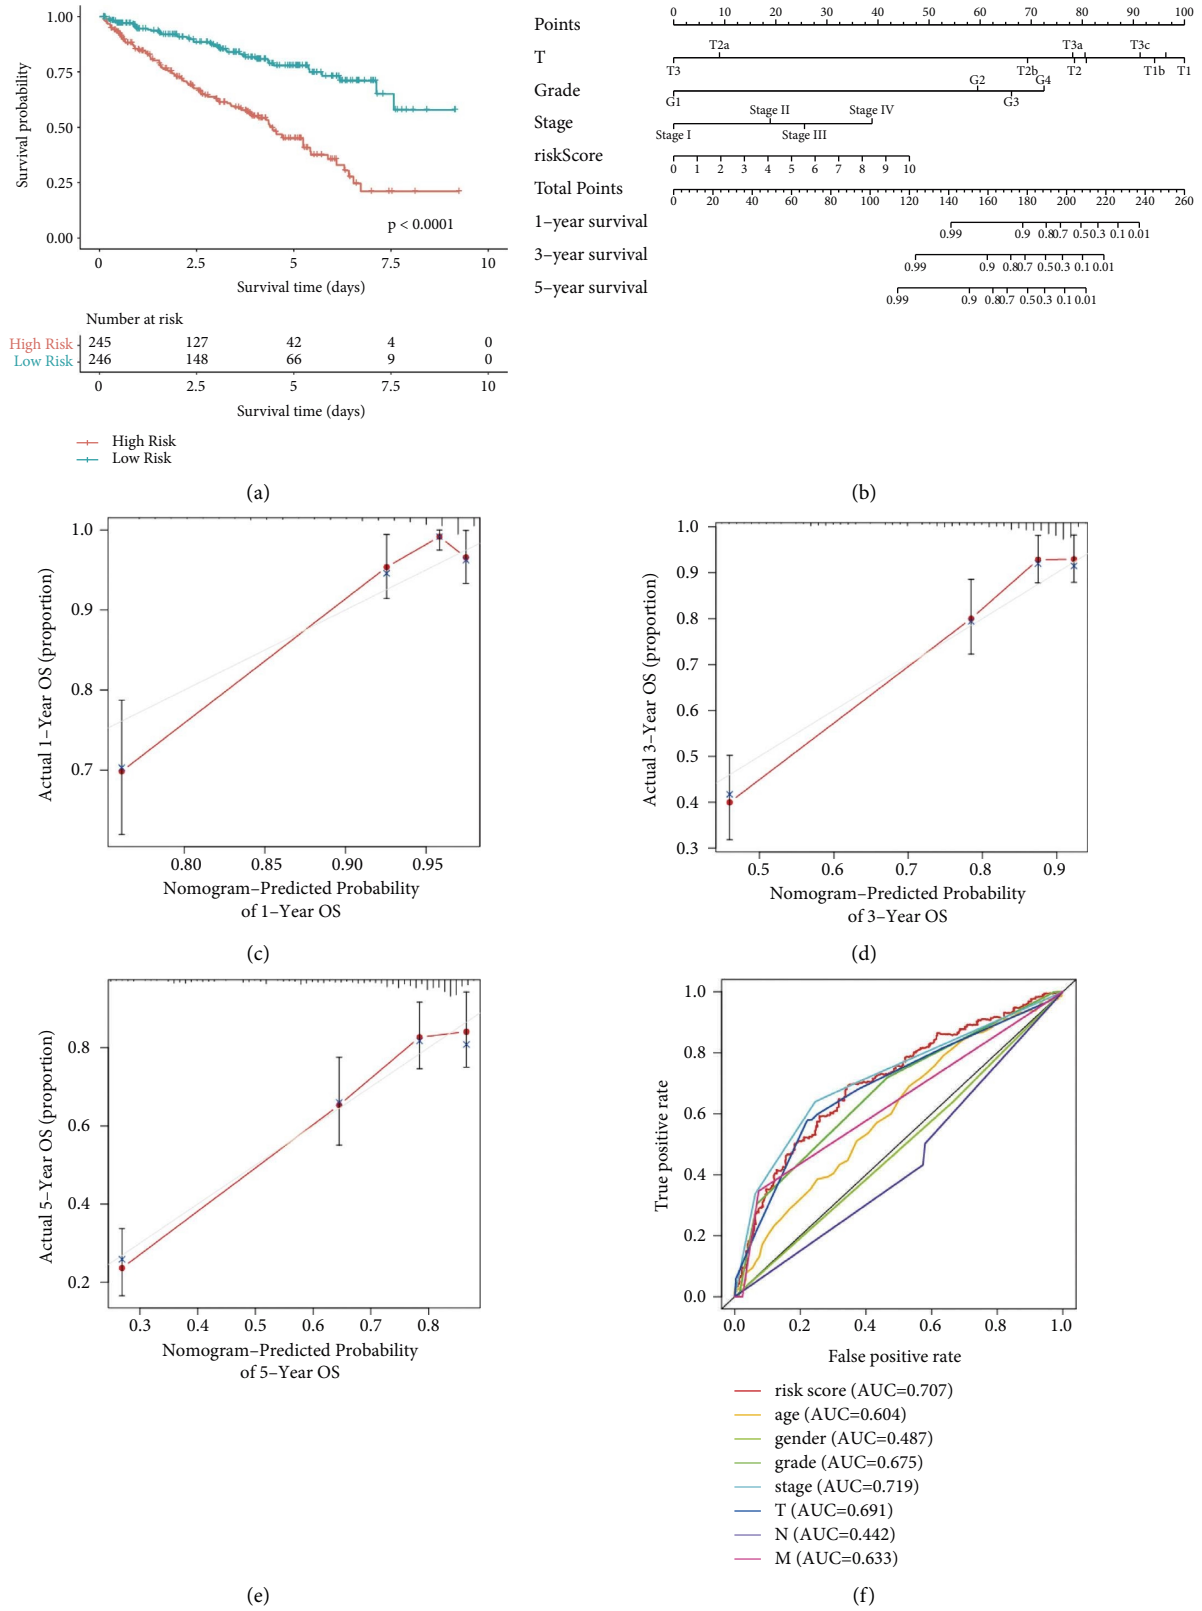 1.00
0.75
0.50
0.25
0.00
Survival probability
p < 0.0001
0 2.5 5 7.5 10
Survival time (days)
Number at risk
High Risk 245 127 42 4 0
Low Risk 246 148 66 9 0
0 2.5 5 7.5 10
Survival time (days)
High Risk
Low Risk
(a)
Points 0 10 20 30 40 50 60 70 80 90 100
T2a T3a T3c
T
T3 T2b T2 T1b T1
G2 G4
Grade
G1 G3
Stage II Stage IV
Stage
Stage I Stage III
riskScore
0 1 2 3 4 5 6 7 8 9 10
Total Points
0 20 40 60 80 100 120 140 160 180 200 220 240 260
1–year survival
0.99 0.9 0.8 0.7 0.5 0.3 0.1 0.01
3–year survival
0.99 0.9 0.8 0.7 0.5 0.3 0.1 0.01
5–year survival
0.99 0.9 0.8 0.7 0.5 0.3 0.1 0.01
(b)
1.0
0.9
0.8
0.7
Actual 1–Year OS (proportion)
0.80 0.85 0.90 0.95
Nomogram–Predicted Probability
of 1–Year OS
(c)
1.0
0.9
0.8
0.7
0.6
0.5
0.4
0.3
Actual 3–Year OS (proportion)
0.5 0.6 0.7 0.8 0.9
Nomogram–Predicted Probability
of 3–Year OS
(d)
0.8
0.6
0.4
0.2
Actual 5–Year OS (proportion)
0.3 0.4 0.5 0.6 0.7 0.8
Nomogram–Predicted Probability
of 5–Year OS
(e)
1.0
0.8
0.6
0.4
0.2
0.0
True positive rate
0.0 0.2 0.4 0.6 0.8 1.0
False positive rate
risk score (AUC=0.707)
age (AUC=0.604)
gender (AUC=0.487)
grade (AUC=0.675)
stage (AUC=0.719)
T (AUC=0.691)
N (AUC=0.442)
M (AUC=0.633)
(f)